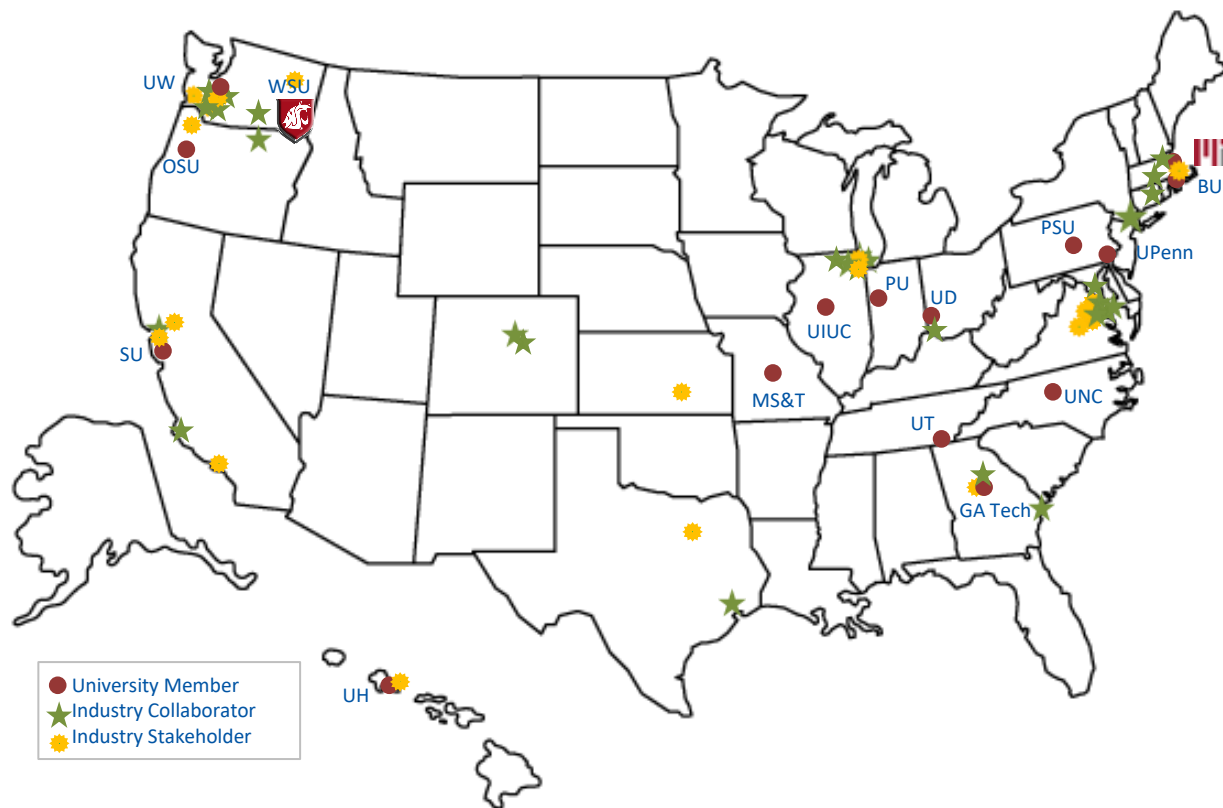 UW
WSU
OSU
BU
PSU
UPenn
PU
UD
UIUC
SU
MS&T
UNC
UT
GA Tech
UH
University Member
Industry Collaborator
Industry Stakeholder